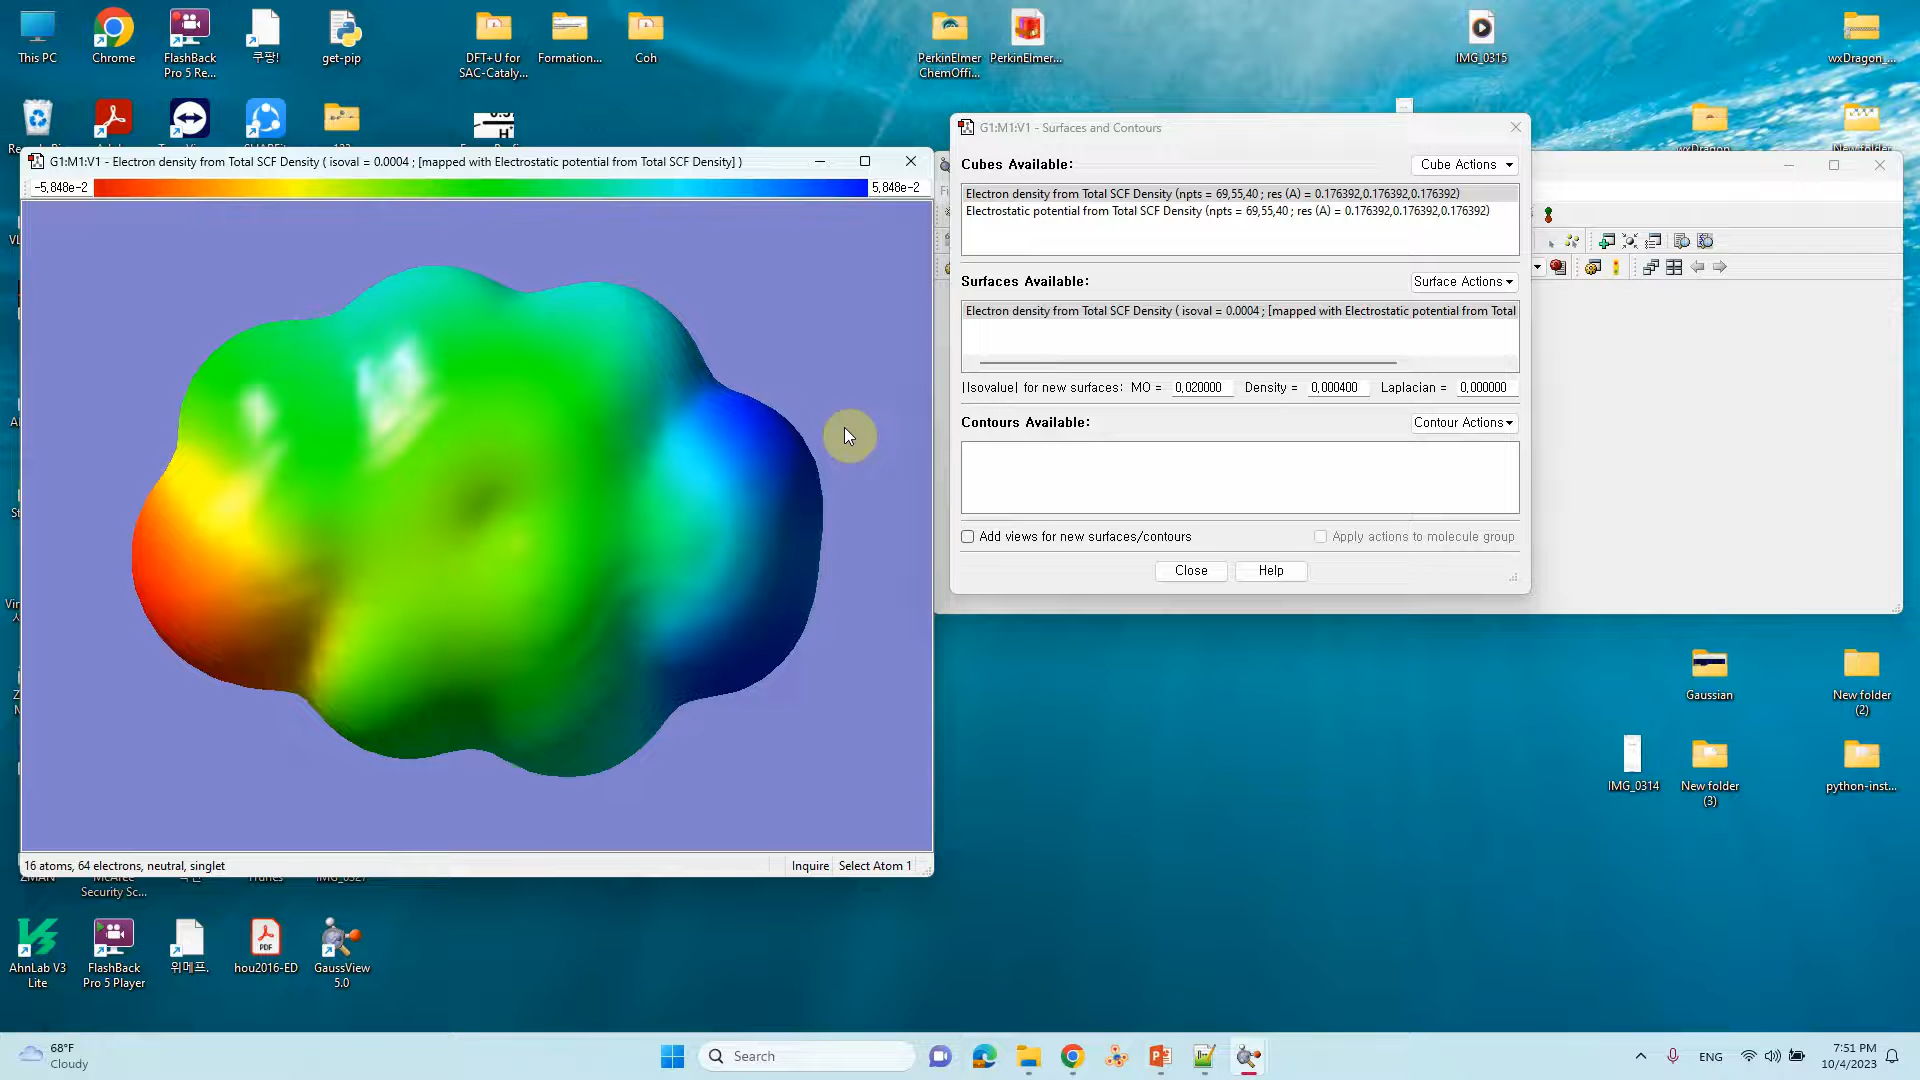 This PC
Chrome
FlashBack
Pro 5 Re...
쿠팡!
get-pip
DFT+U for
SAC-Cataly...
Formation...
Coh
PerkinElmer
ChemOffi...
PerkinElmer...
IMG_0315
wxDragon_...
G1:M1:V1 - Electron density from Total SCF Density ( isoval = 0.0004 ; [mapped with Electrostatic potential from Total SCF Density] )
-5,848e-2
5,848e-2
16 atoms, 64 electrons, neutral, singlet
Inquire
Select Atom 1
G1:M1:V1 - Surfaces and Contours
Cubes Available:
Cube Actions
Electron density from Total SCF Density (npts = 69,55,40 ; res (A) = 0.176392,0.176392,0.176392)
Electrostatic potential from Total SCF Density (npts = 69,55,40 ; res (A) = 0.176392,0.176392,0.176392)
Surfaces Available:
Surface Actions
Electron density from Total SCF Density ( isoval = 0.0004 ; [mapped with Electrostatic potential from Total
|Isovalue| for new surfaces: MO = 0,020000 Density = 0,000400 Laplacian = 0,000000
Contours Available:
Contour Actions
Add views for new surfaces/contours
Apply actions to molecule group
Close
Help
Gaussian
New folder
(2)
IMG_0314
New folder
(3)
python-inst...
McAfee
Security Sc...
AhnLab V3
Lite
FlashBack
Pro 5 Player
위메프.
PDF
hou2016-ED
GaussView
5.0
68°F
Cloudy
Search
ENG
7:51 PM
10/4/2023